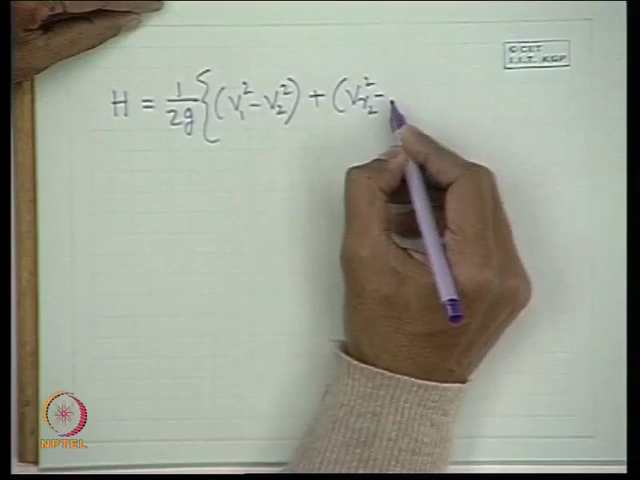 © CET
I.I.T. KGP
H = 1/2g {(V₁² - V₂²) + (Vr₂² -
NPTEL